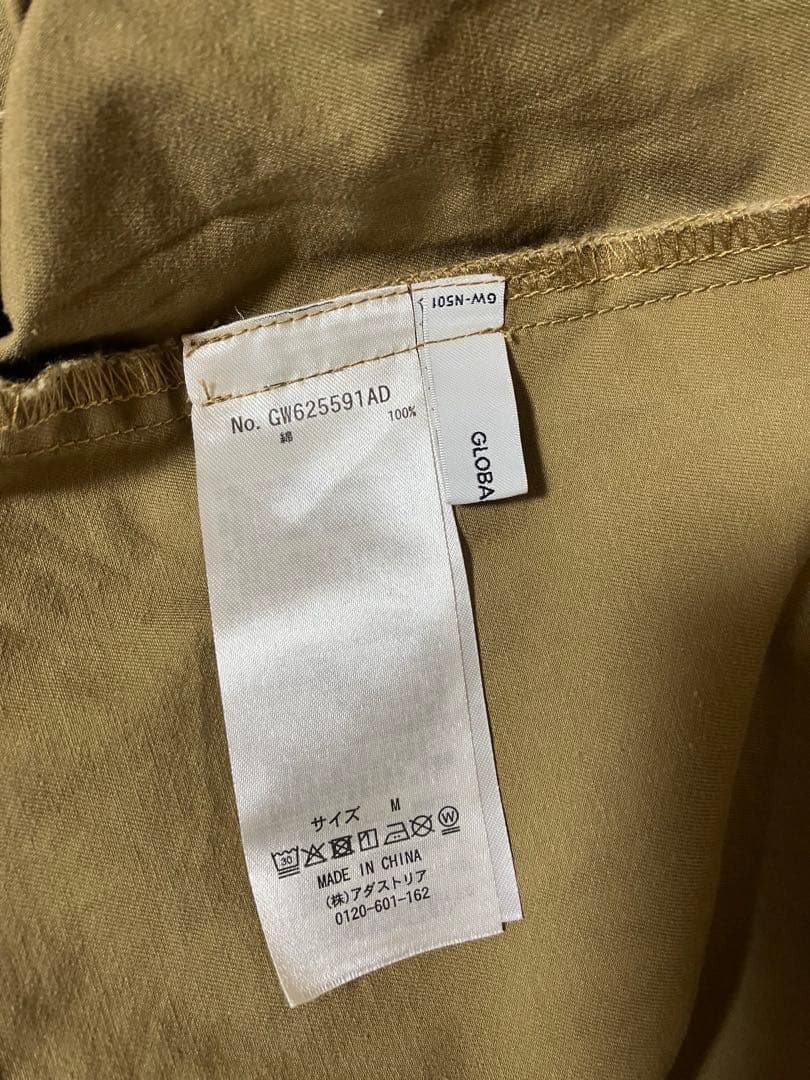 GW-N501
GLOBA
No. GW625591AD
綿 100%
サイズ M
30
W
MADE IN CHINA
(株)アダストリア
0120-601-162